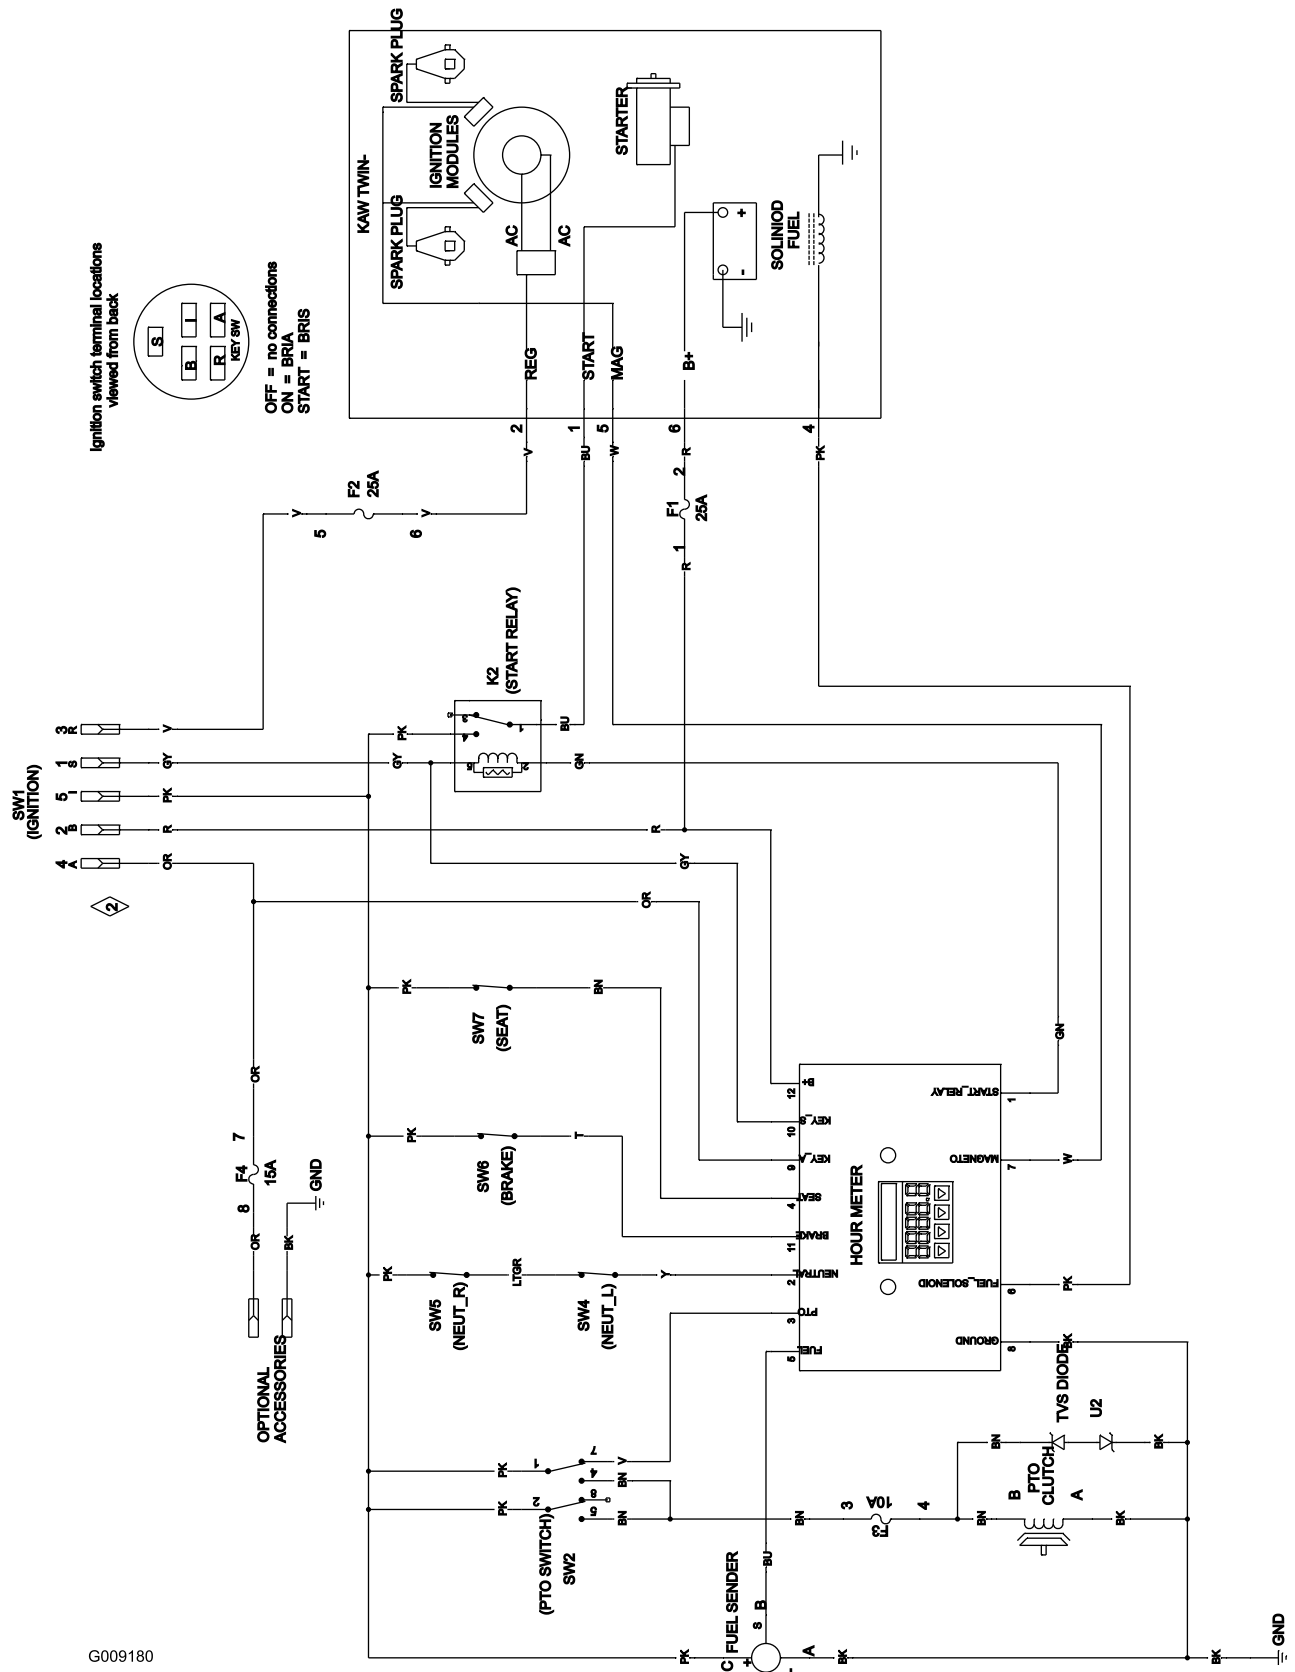 SPARK PLUG
SPARK PLUG
KAW TWIN-
IGNITION
MODULES
AC
AC
STARTER
+
-
SOLINIOD
FUEL
REG
START
MAG
B+
2
1
5
6
4
V
BU
W
R
PK
Ignition switch terminal locations
viewed from back
S
I
A
B
R
KEY SW
OFF = no connections
ON = BRIA
START = BRIS
F2
25A
V
5
V
6
2
F1
25A
1
R
K2
(START RELAY)
3
4
1
5
2
PK
GY
BU
GN
SW1
(IGNITION)
3
R
1
S
5
I
2
B
4
A
V
GY
PK
R
OR
2
R
GY
OR
PK
SW7
(SEAT)
BN
PK
SW6
(BRAKE)
T
PK
SW5
(NEUT_R)
LTGR
SW4
(NEUT_L)
Y
OR
7
F4
15A
8
OR
BK
GND
OPTIONAL
ACCESSORIES
HOUR METER
12
B+
10
KEY_S
9
KEY_A
4
SEAT
11
BRAKE
2
NEUTRAL
3
PTO
5
FUEL
START_RELAY
1
MAGNETO
7
FUEL_SOLENOID
6
GROUND
8
GN
W
PK
BK
PK
1
7
V
4
BN
PK
2
8
5
BN
(PTO SWITCH)
SW2
BN
3
F3
10A
4
BN
B
PTO
CLUTCH
A
BK
BN
TVS DIODE
U2
BK
PK
C
FUEL SENDER
+
S
B
BU
-
A
BK
BK
GND
G009180